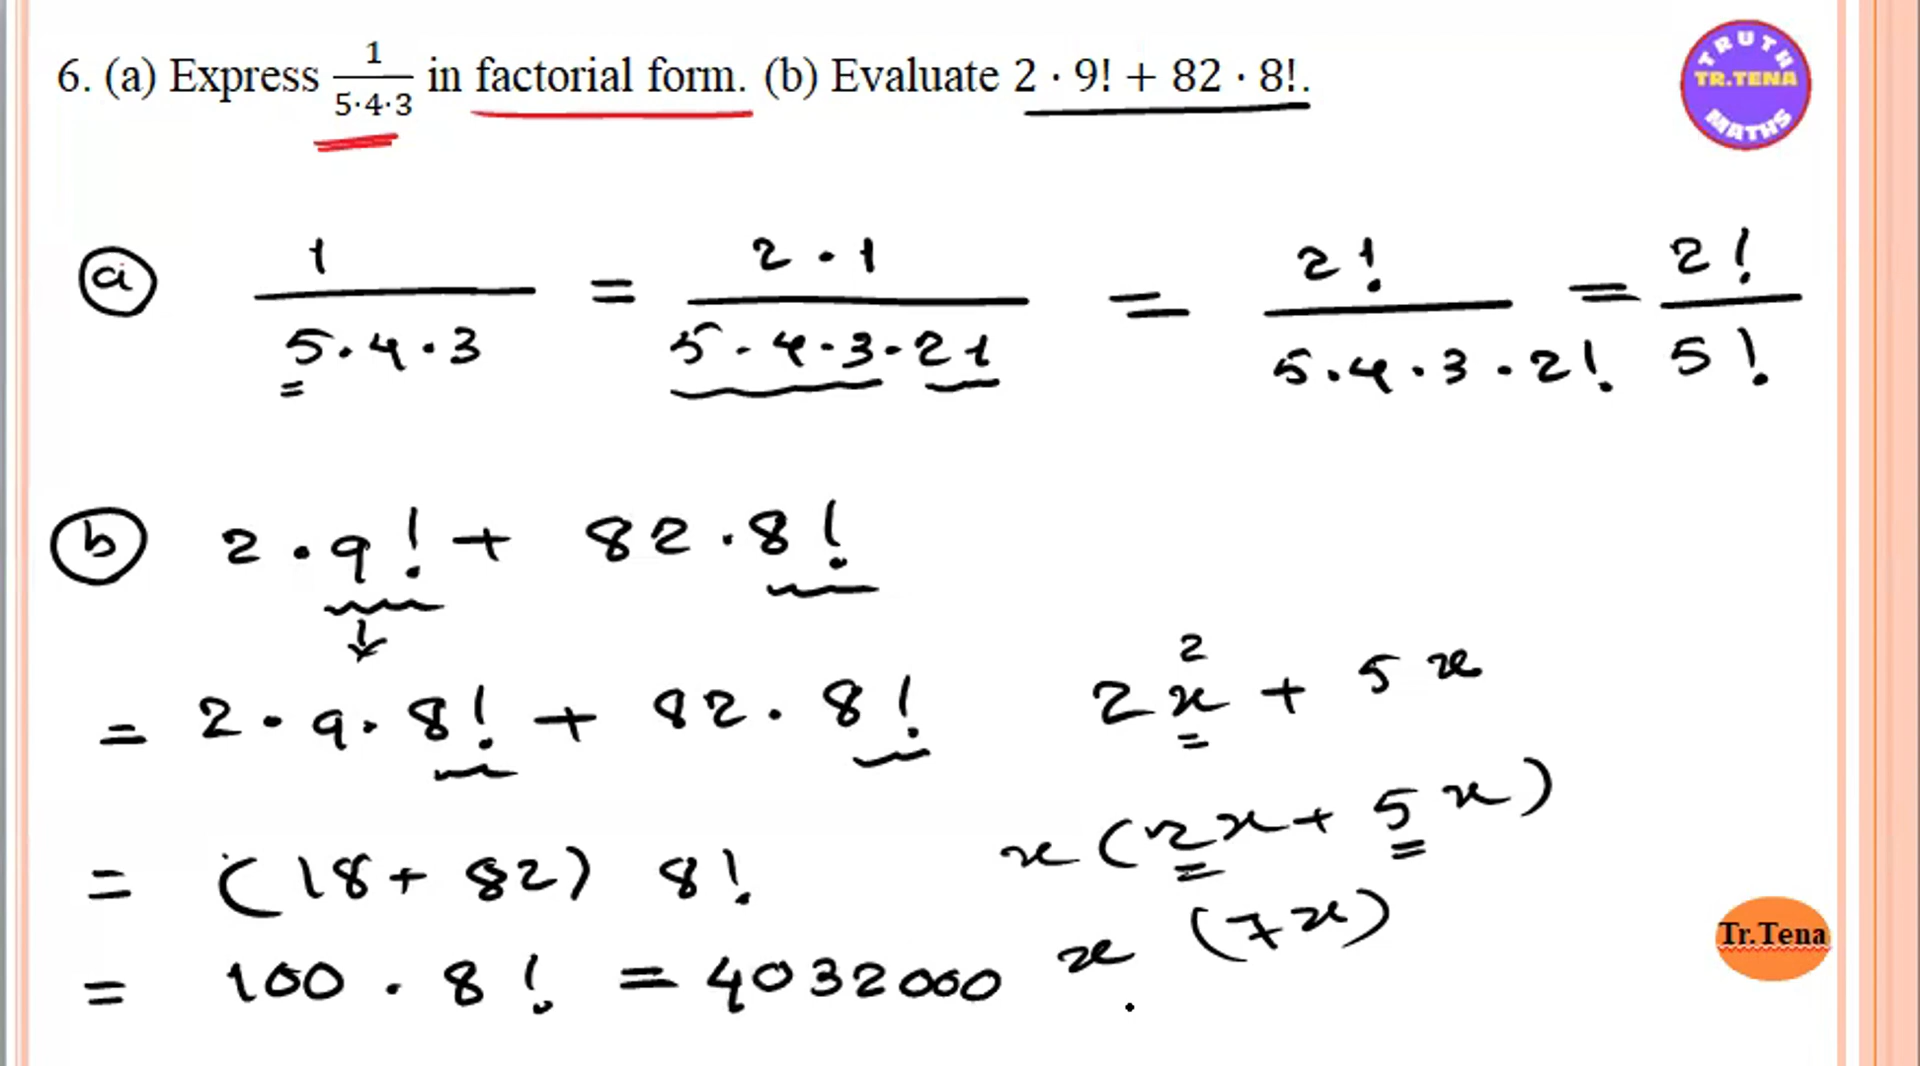 6. (a) Express 1/(5·4·3) in factorial form. (b) Evaluate 2 · 9! + 82 · 8!.
TRUTH
TR.TENA
MATHS
(a) 1/(5·4·3) = 2·1/(5·4·3·2 1) = 2!/(5·4·3·2!) = 2!/5!
(b) 2·9! + 82·8!
= 2·9·8! + 82·8!
2x² + 5x
= (18 + 82) 8!
x(2x + 5x)
x (7x)
= 100 · 8! = 4032000
Tr.Tena